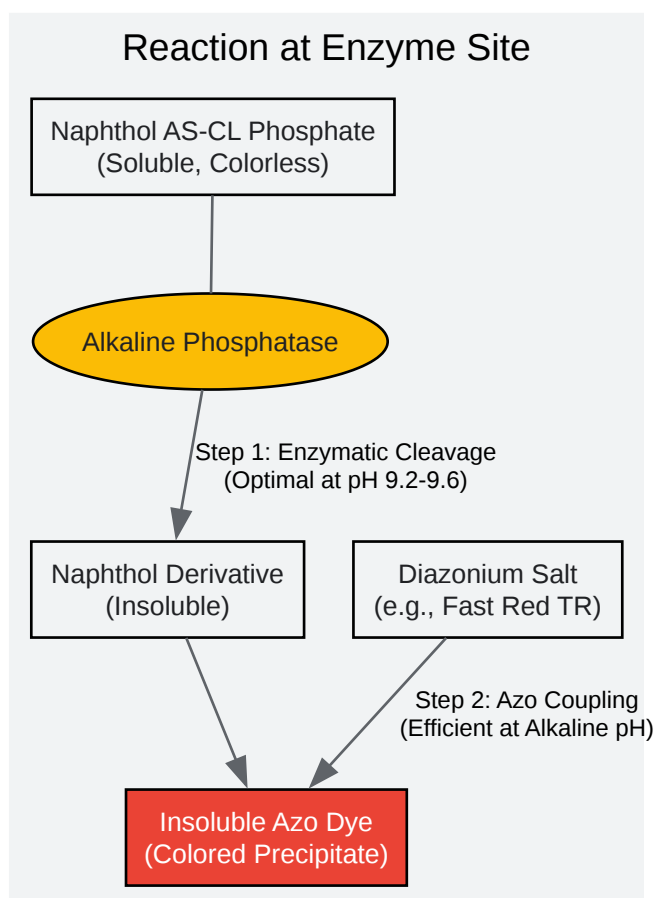 Reaction at Enzyme Site
Naphthol AS-CL Phosphate
(Soluble, Colorless)
Alkaline Phosphatase
Step 1: Enzymatic Cleavage
(Optimal at pH 9.2-9.6)
Naphthol Derivative
(Insoluble)
Diazonium Salt
(e.g., Fast Red TR)
Step 2: Azo Coupling
(Efficient at Alkaline pH)
Insoluble Azo Dye
(Colored Precipitate)